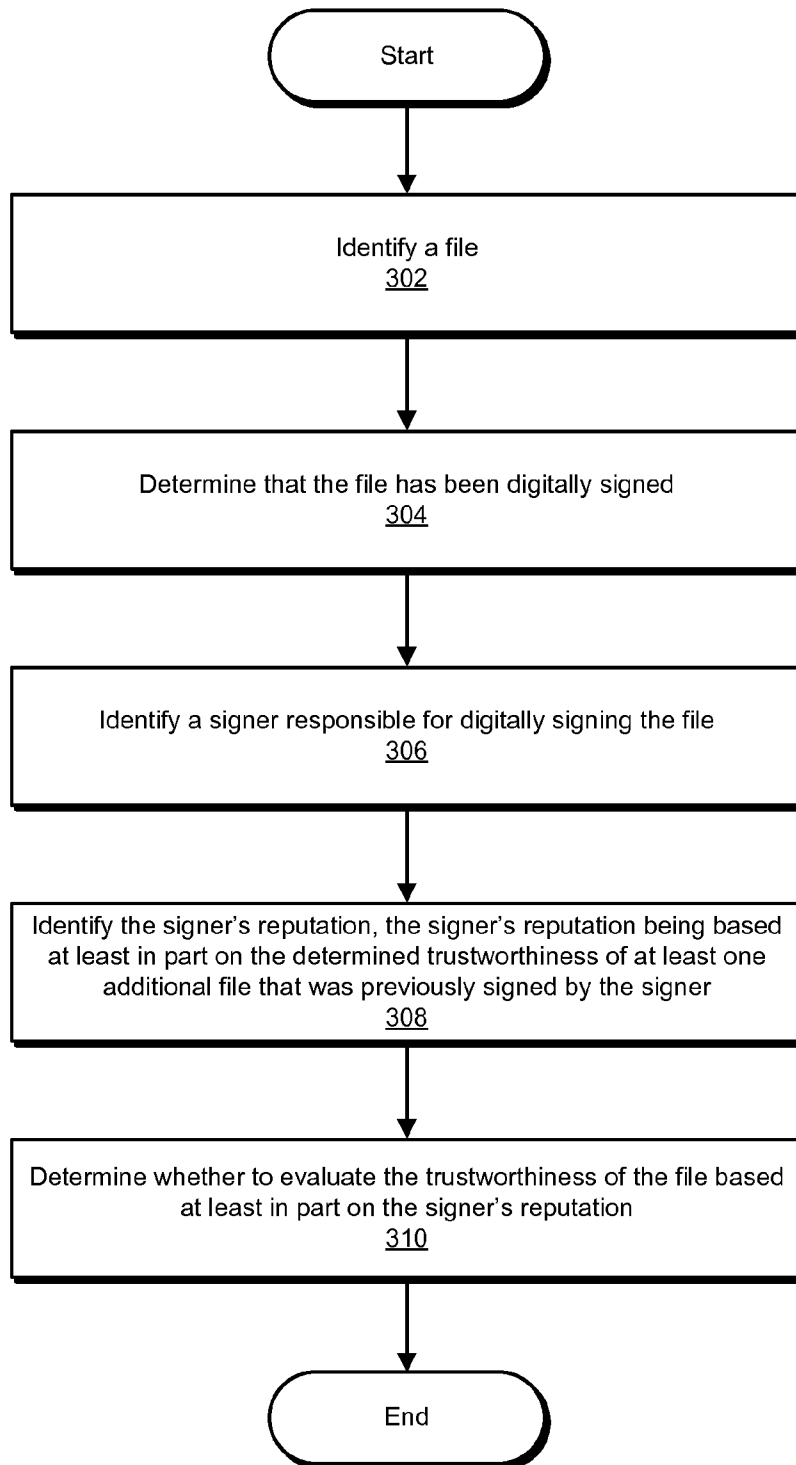 Start
Identify a file
302
Determine that the file has been digitally signed
304
Identify a signer responsible for digitally signing the file
306
Identify the signer's reputation, the signer's reputation being based
at least in part on the determined trustworthiness of at least one
additional file that was previously signed by the signer
308
Determine whether to evaluate the trustworthiness of the file based
at least in part on the signer's reputation
310
End